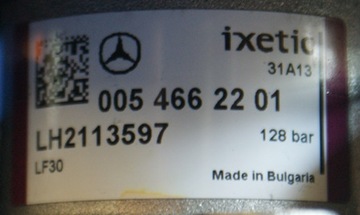 ixetic
31A13
005 466 22 01
LH2113597
128 bar
LF30
Made in Bulgaria